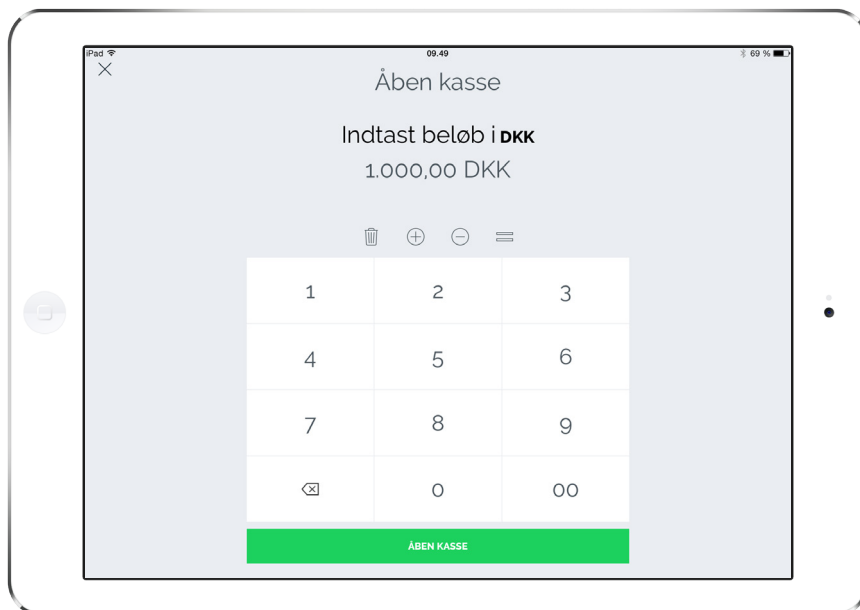 iPad 09.49 69 %
Åben kasse
Indtast beløb i DKK
1.000,00 DKK
1 2 3
4 5 6
7 8 9
0 00
ÅBEN KASSE